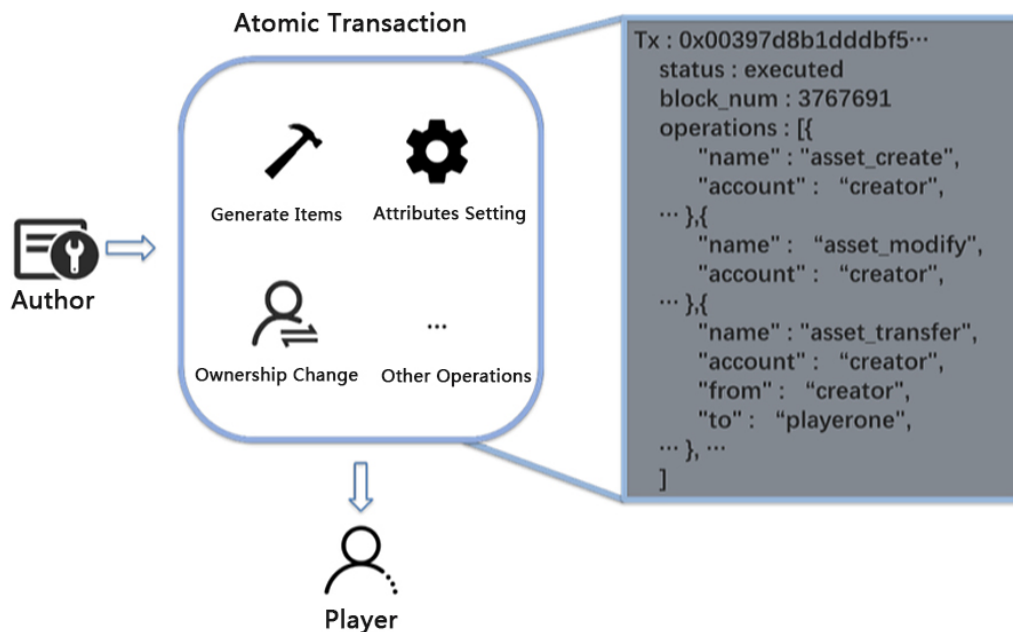 Atomic Transaction
Generate Items
Attributes Setting
Author
Ownership Change
...
Other Operations
Player
Tx : 0x00397d8b1dddbf5···
status : executed
block_num : 3767691
operations : [{
"name" : "asset_create",
"account" : “creator",
··· },{
"name" : “asset_modify",
"account" : “creator",
··· },{
"name" : "asset_transfer",
"account" : “creator",
"from" : “creator",
"to" : “playerone",
··· }, ···
]